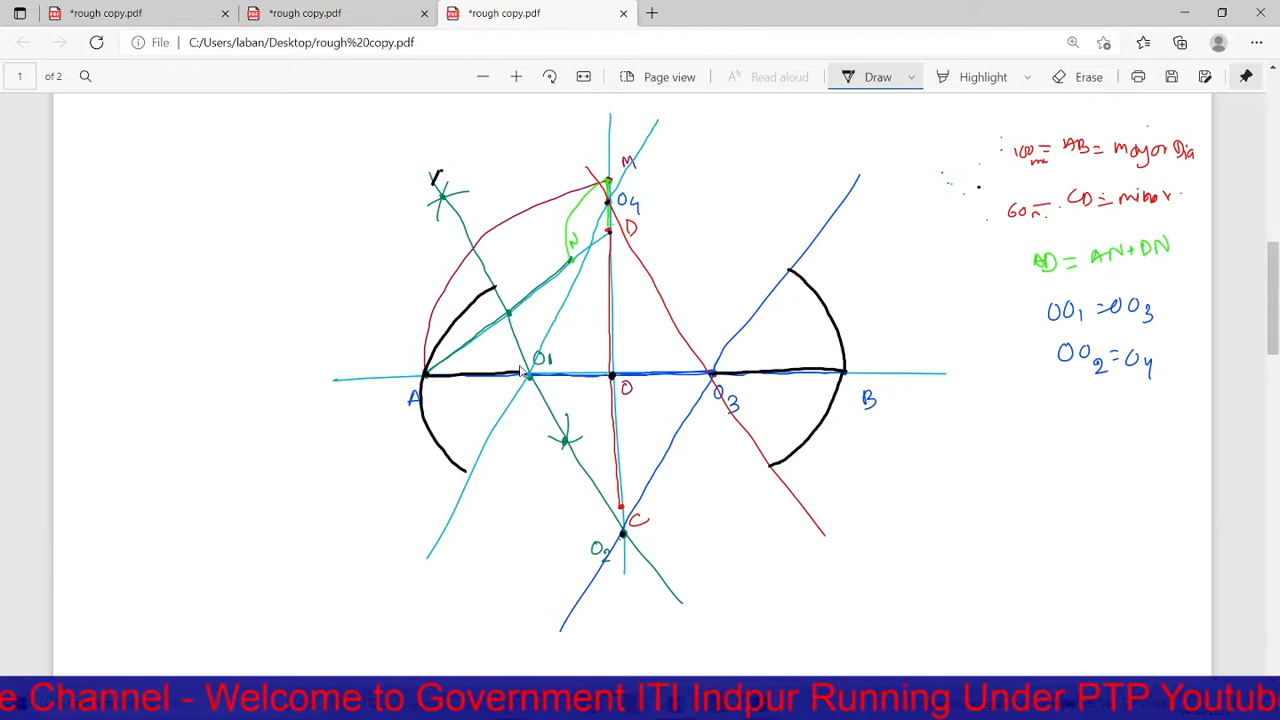 *rough copy.pdf
*rough copy.pdf
*rough copy.pdf
File
C:/Users/laban/Desktop/rough%20copy.pdf
1
of 2
Page view
Read aloud
Draw
Highlight
Erase
M
O4
D
N
O1
A
O
O3
B
C
O2
AB = major Dia
CD = minor
AD = AN + DN
OO1 = OO3
OO2 = O4
e Channel - Welcome to Government ITI Indpur Running Under PTP Youtub